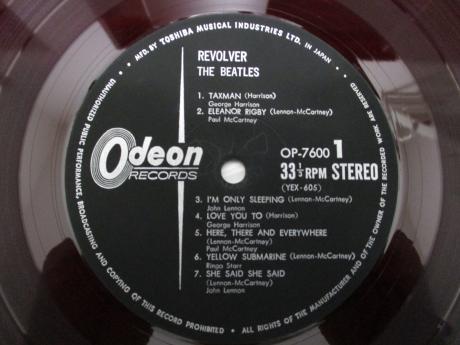 • MFD. BY TOSHIBA MUSICAL INDUSTRIES LTD. IN JAPAN •
REVOLVER
THE BEATLES
1. TAXMAN (Harrison)
George Harrison
2. ELEANOR RIGBY (Lennon-McCartney)
Paul McCartney
Odeon
RECORDS
OP-7600 1
33⅓ RPM STEREO
(YEX-605)
3. I'M ONLY SLEEPING (Lennon-McCartney)
John Lennon
4. LOVE YOU TO (Harrison)
George Harrison
5. HERE, THERE AND EVERYWHERE
(Lennon-McCartney)
Paul McCartney
6. YELLOW SUBMARINE (Lennon-McCartney)
Ringo Starr
7. SHE SAID SHE SAID
(Lennon-McCartney)
John Lennon
UNAUTHORIZED PUBLIC PERFORMANCE, BROADCASTING AND COPYING OF THIS RECORD PROHIBITED • ALL RIGHTS OF THE MANUFACTURER AND OF THE OWNER OF THE RECORDED WORK ARE RESERVED